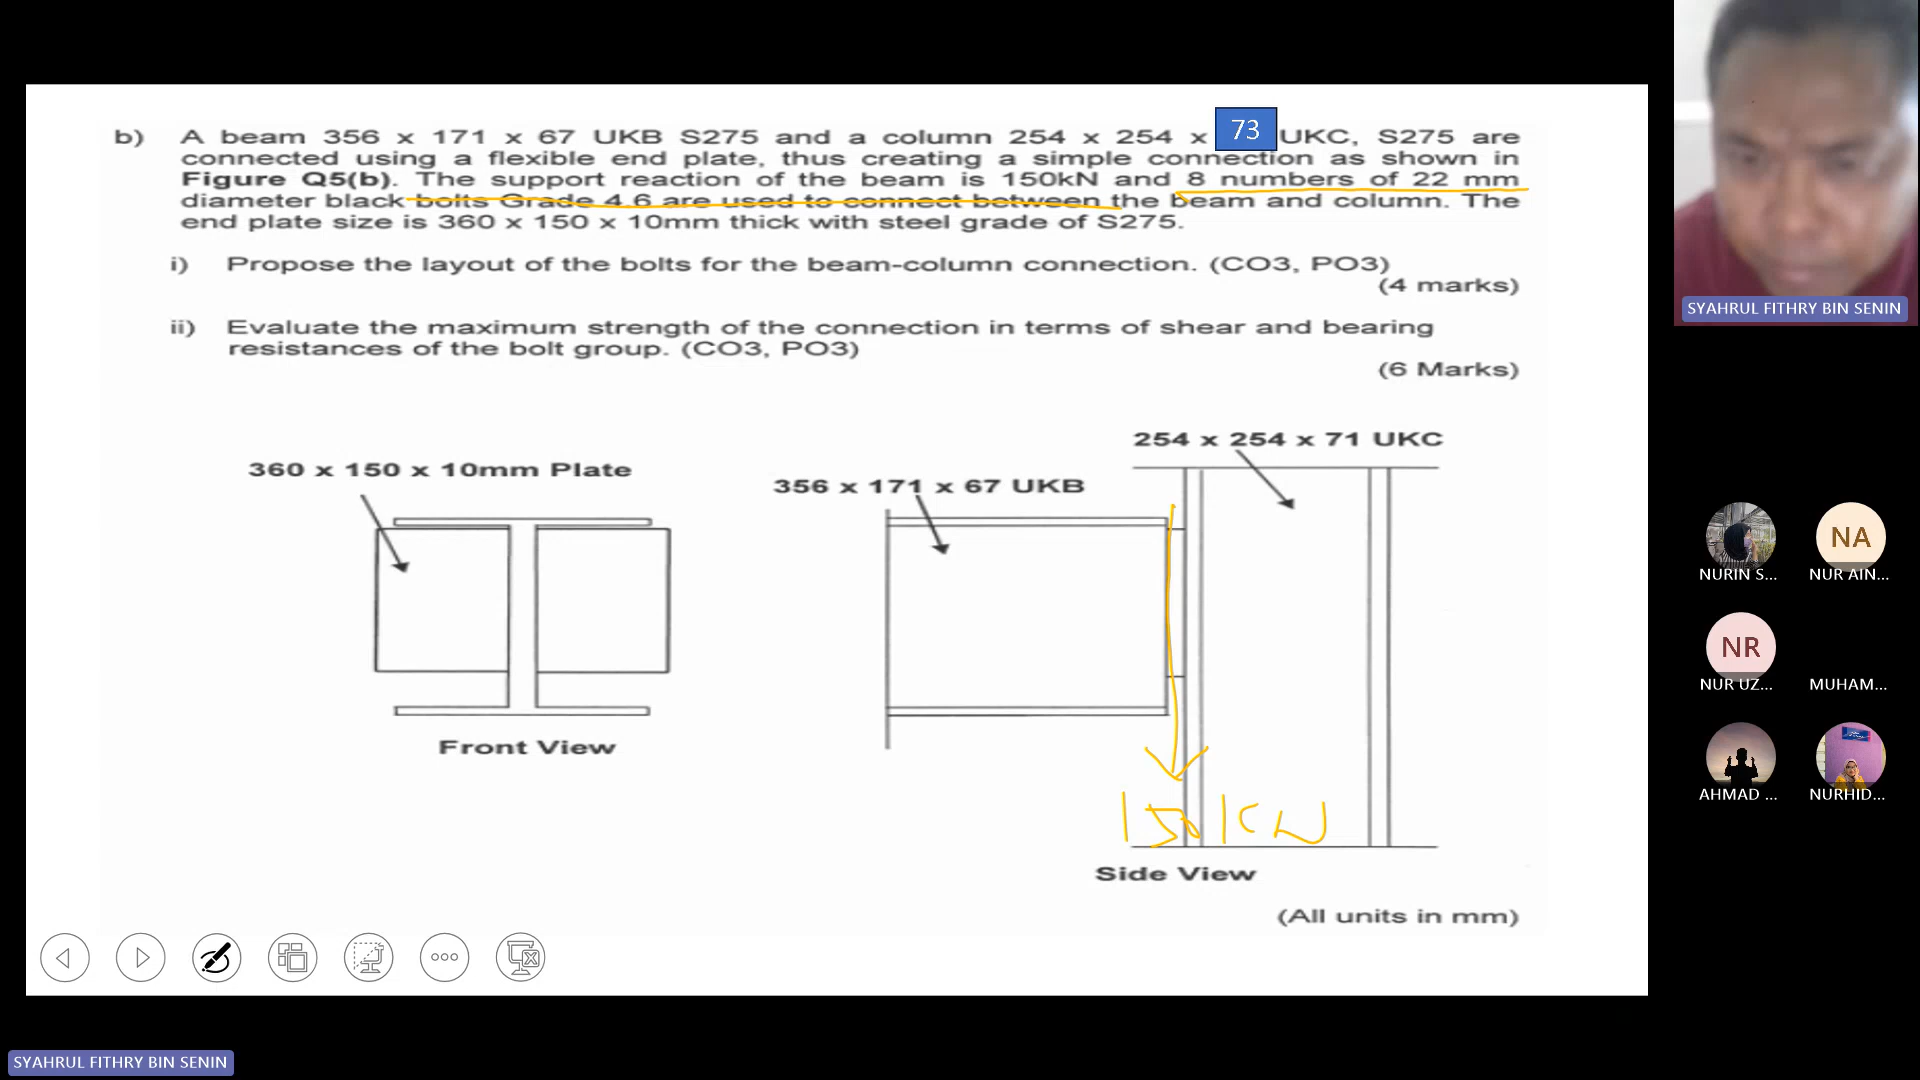 b) A beam 356 x 171 x 67 UKB S275 and a column 254 x 254 x 73 UKC, S275 are
connected using a flexible end plate, thus creating a simple connection as shown in
Figure Q5(b). The support reaction of the beam is 150kN and 8 numbers of 22 mm
diameter black bolts Grade 4.6 are used to connect between the beam and column. The
end plate size is 360 x 150 x 10mm thick with steel grade of S275.
i) Propose the layout of the bolts for the beam-column connection. (CO3, PO3)
(4 marks)
ii) Evaluate the maximum strength of the connection in terms of shear and bearing
resistances of the bolt group. (CO3, PO3)
(6 Marks)
254 x 254 x 71 UKC
360 x 150 x 10mm Plate
356 x 171 x 67 UKB
Front View
150 KN
Side View
(All units in mm)
SYAHRUL FITHRY BIN SENIN
NA
NURIN S...
NUR AIN...
NR
NUR UZ...
MUHAM...
AHMAD ...
NURHID...
SYAHRUL FITHRY BIN SENIN